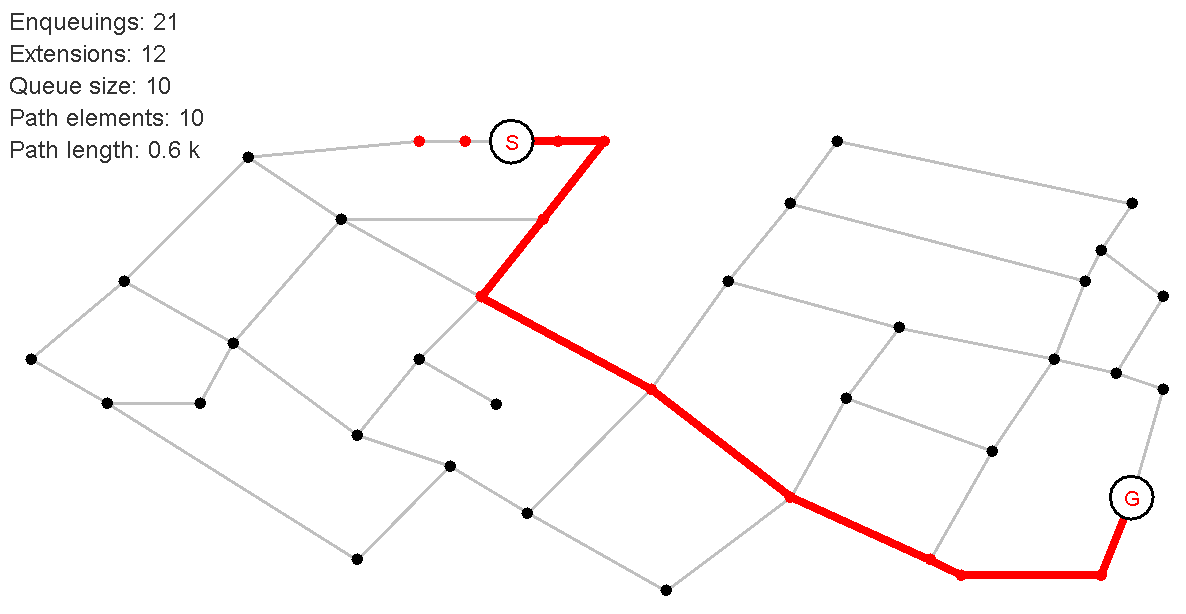 Enqueuings: 21
Extensions: 12
Queue size: 10
Path elements: 10
Path length: 0.6 k
S
G